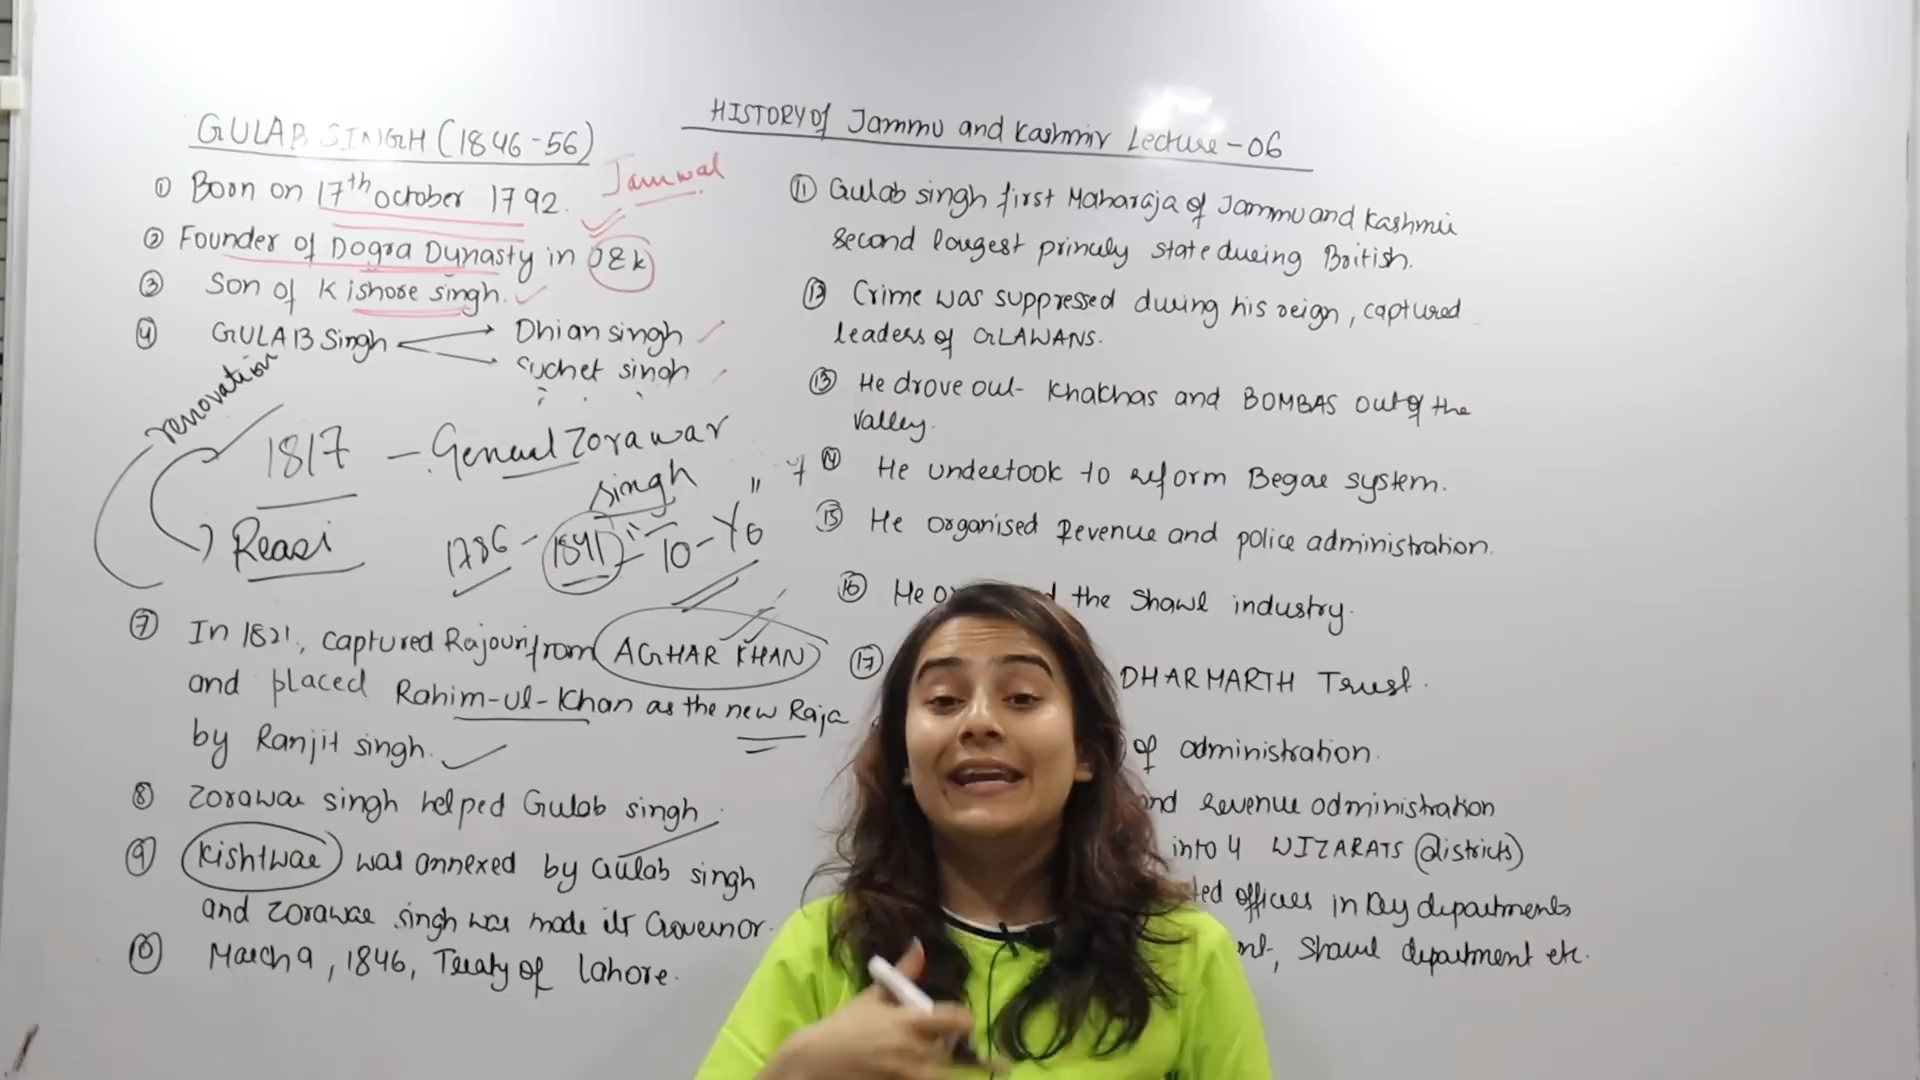 HISTORY of Jammu and Kashmir Lecture-06
GULAB SINGH (1846-56)
① Born on 17th october 1792.
Jamwal
② Founder of Dogra Dynasty in J&K
③ Son of Kishore singh.
④ GULAB Singh
Dhian singh
Suchet singh
renovation
1817 - General Zorawar
singh
Reasi
1786 - 1841
10-Y6
⑦ In 1821, captured Rajouri from AGHAR KHAN
and placed Rahim-ul-Khan as the new Raja
by Ranjit singh.
⑧ Zorawar singh helped Gulab singh
⑨ Kishtwar was annexed by Gulab singh
and Zorawar singh was made its Governor.
⑩ March 9, 1846, Treaty of Lahore.
⑪ Gulab singh first Maharaja of Jammu and Kashmir
second largest princely state during British.
⑫ Crime was suppressed during his reign, captured
leaders of GLAWANS.
⑬ He drove out- Khakhas and BOMBAS out of the
valley.
⑭ He undertook to reform Begar system.
⑮ He organised Revenue and police administration.
⑯ He the Shawl industry.
⑰ DHARMARTH Trust.
of administration.
and revenue administration
into 4 WIZARATS (districts)
offices in key departments
Shawl department etc.